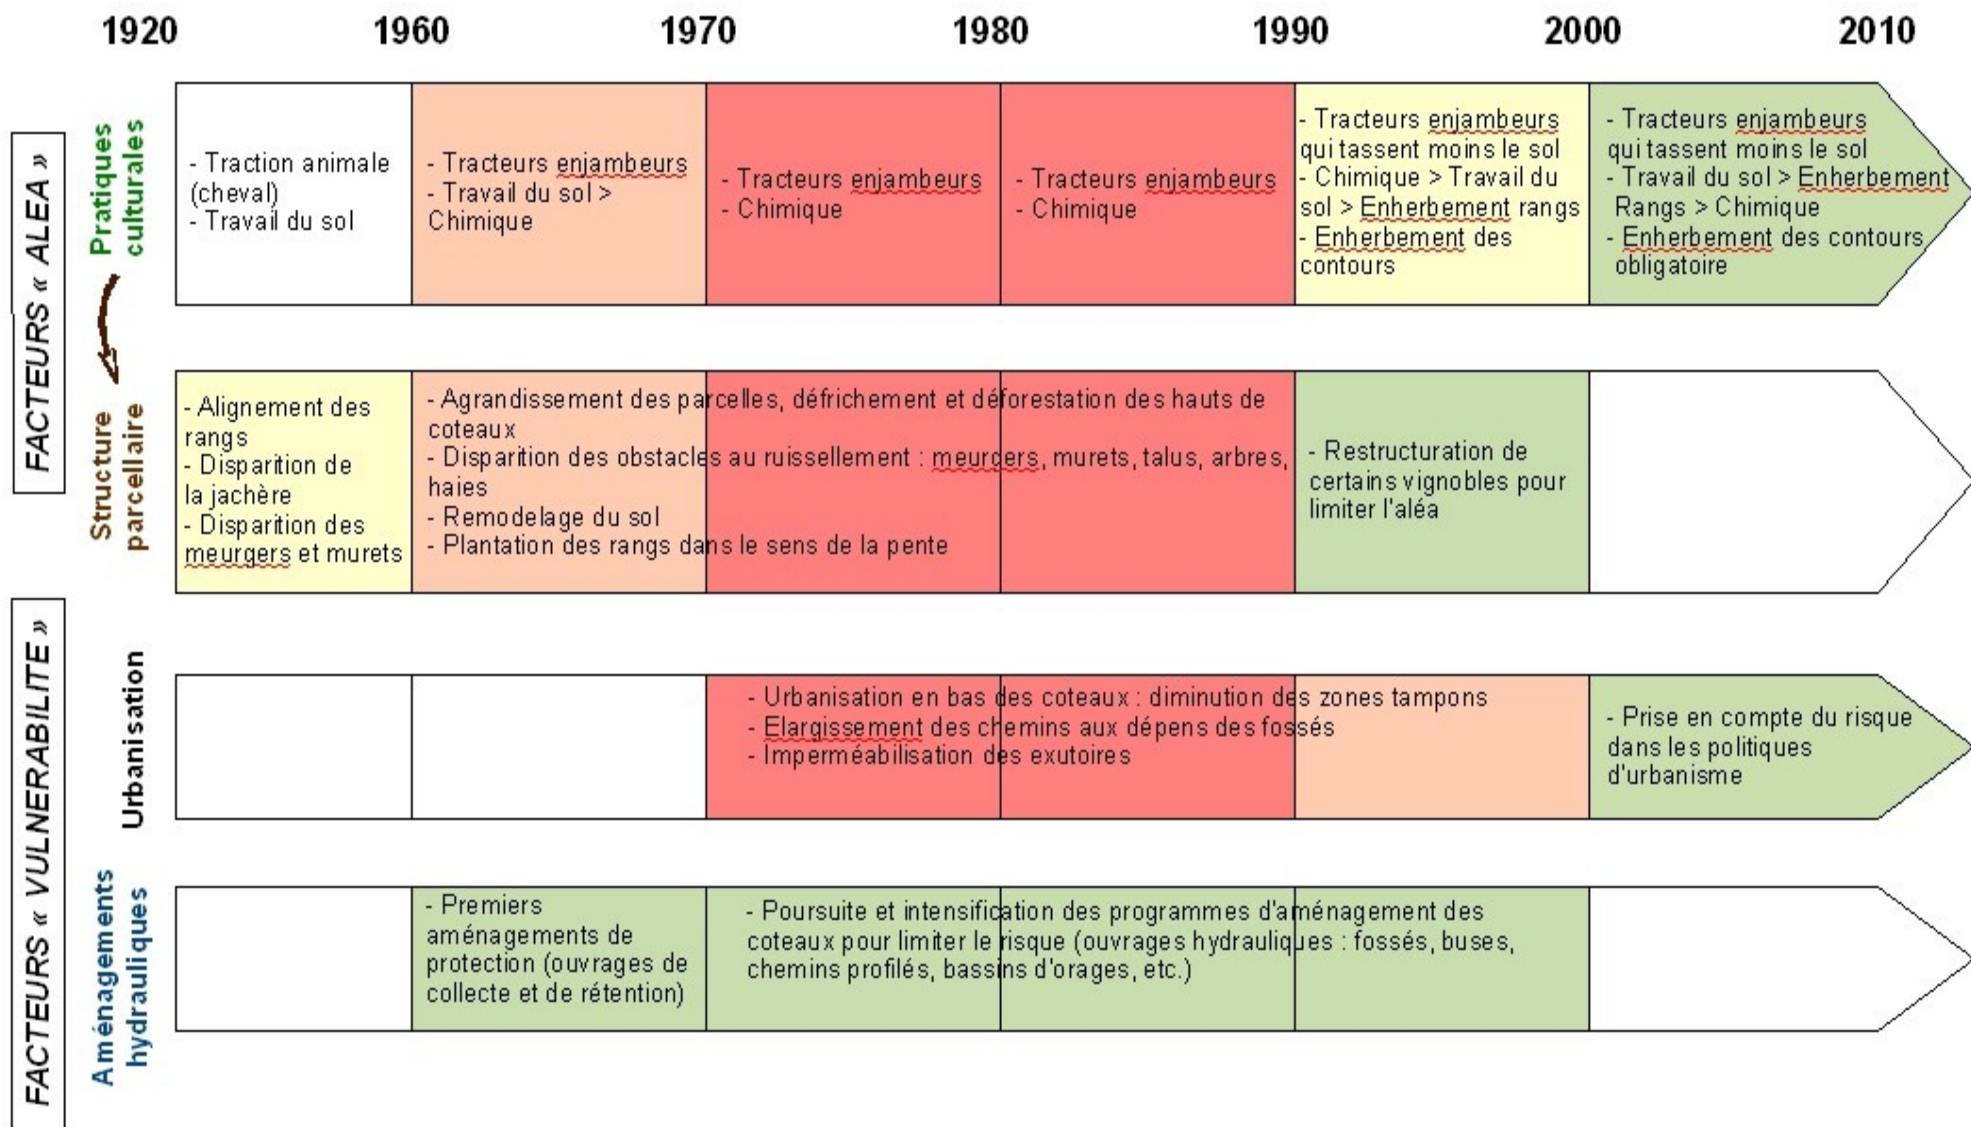 1920 1960 1970 1980 1990 2000 2010
FACTEURS « ALEA »
Pratiques
culturales
- Traction animale
(cheval)
- Travail du sol
- Tracteurs enjambeurs
- Travail du sol >
Chimique
- Tracteurs enjambeurs
- Chimique
- Tracteurs enjambeurs
- Chimique
- Tracteurs enjambeurs
qui tassent moins le sol
- Chimique > Travail du
sol > Enherbement rangs
- Enherbement des
contours
- Tracteurs enjambeurs
qui tassent moins le sol
- Travail du sol > Enherbement
Rangs > Chimique
- Enherbement des contours
obligatoire
Structure
parcellaire
- Alignement des
rangs
- Disparition de
la jachère
- Disparition des
meurgers et murets
- Agrandissement des parcelles, défrichement et déforestation des hauts de
coteaux
- Disparition des obstacles au ruissellement : meurgers, murets, talus, arbres,
haies
- Remodelage du sol
- Plantation des rangs dans le sens de la pente
- Restructuration de
certains vignobles pour
limiter l'aléa
FACTEURS « VULNERABILITE »
Urbanisation
- Urbanisation en bas des coteaux : diminution des zones tampons
- Elargissement des chemins aux dépens des fossés
- Imperméabilisation des exutoires
- Prise en compte du risque
dans les politiques
d'urbanisme
Aménagements
hydrauliques
- Premiers
aménagements de
protection (ouvrages de
collecte et de rétention)
- Poursuite et intensification des programmes d'aménagement des
coteaux pour limiter le risque (ouvrages hydrauliques : fossés, buses,
chemins profilés, bassins d'orages, etc.)